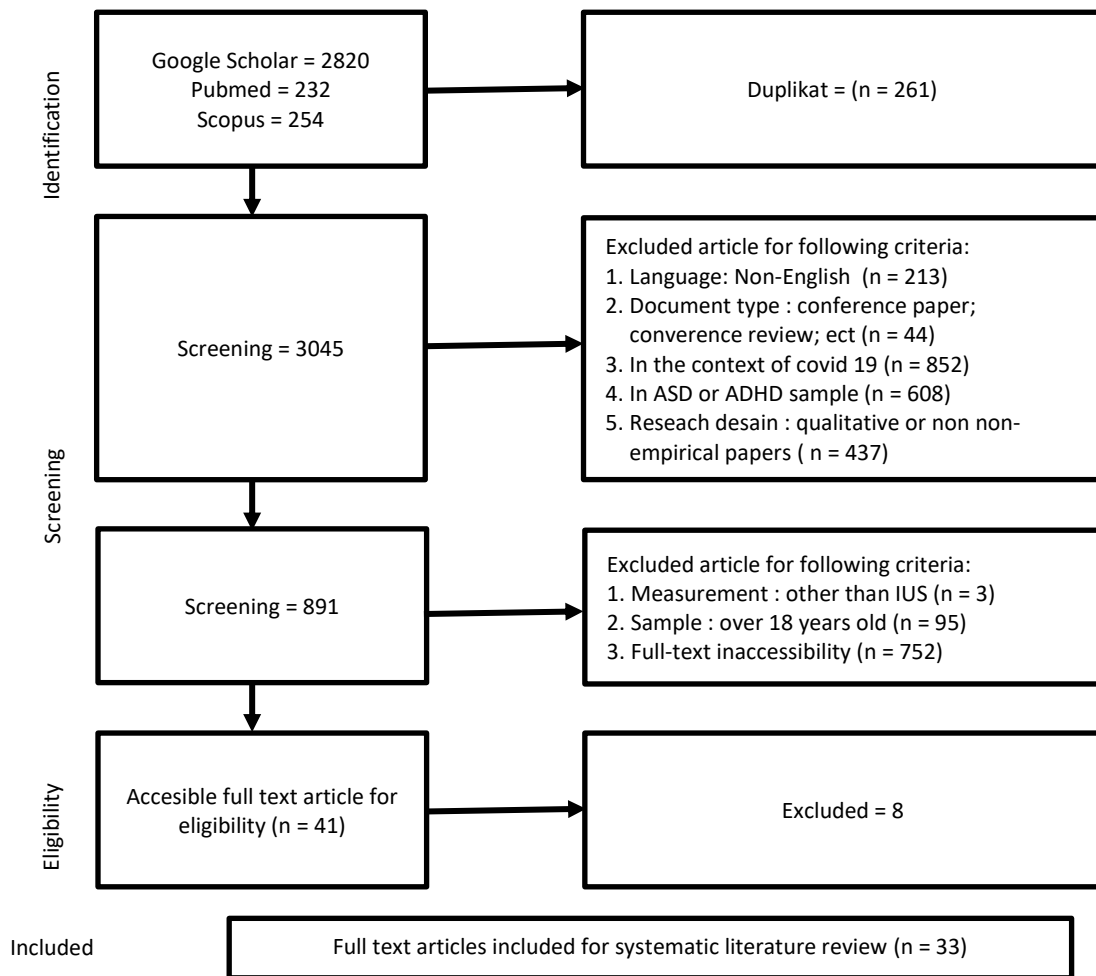 Identification
Google Scholar = 2820
Pubmed = 232
Scopus = 254
Duplikat = (n = 261)
Screening
Screening = 3045
Excluded article for following criteria:
1. Language: Non-English (n = 213)
2. Document type : conference paper;
converence review; ect (n = 44)
3. In the context of covid 19 (n = 852)
4. In ASD or ADHD sample (n = 608)
5. Reseach desain : qualitative or non non-
empirical papers ( n = 437)
Screening = 891
Excluded article for following criteria:
1. Measurement : other than IUS (n = 3)
2. Sample : over 18 years old (n = 95)
3. Full-text inaccessibility (n = 752)
Eligibility
Accesible full text article for
eligibility (n = 41)
Excluded = 8
Included
Full text articles included for systematic literature review (n = 33)